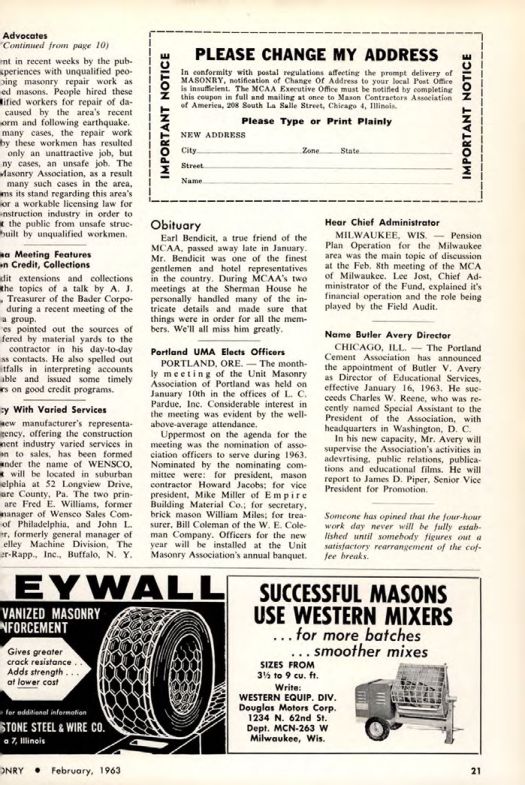 Advocates
(Continued from page 10)
in recent weeks by the pub-
experiences with unqualified peo-
masonry repair work as
masons. People hired these
workers for repair of da-
caused by the area's recent
and following earthquake.
many cases, the repair work
by these workmen has resulted
only an unattractive job, but
cases, an unsafe job. The
Masonry Association, as a result
many such cases in the area,
its stand regarding this area's
for a workable licensing law for
construction industry in order to
the public from unsafe struc-
built by unqualified workmen.
Meeting Features
on Credit, Collections
extensions and collections
the topics of a talk by A. J.
, Treasurer of the Bader Corpo-
during a recent meeting of the
group.
pointed out the sources of
fered by material yards to the
contractor in his day-to-day
contacts. He also spelled out
itfalls in interpreting accounts
able and issued some timely
on good credit programs.
With Varied Services
new manufacturer's representa-
agency, offering the construction
industry varied services in
to sales, has been formed
under the name of WENSCO,
will be located in suburban
elphia at 52 Longview Drive,
are County, Pa. The two prin-
are Fred E. Williams, former
manager of Wensco Sales Com-
of Philadelphia, and John L.
er, formerly general manager of
elley Machine Division, The
er-Rapp., Inc., Buffalo, N. Y.
IMPORTANT NOTICE
PLEASE CHANGE MY ADDRESS
In conformity with postal regulations affecting the prompt delivery of
MASONRY, notification of Change Of Address to your local Post Office
is insufficient. The MCAA Executive Office must be notified by completing
this coupon in full and mailing at once to Mason Contractors Association
of America, 208 South La Salle Street, Chicago 4, Illinois.
Please Type or Print Plainly
NEW ADDRESS
City Zone State
Street
Name
IMPORTANT NOTICE
Obituary
Earl Bendicit, a true friend of the
MCAA, passed away late in January.
Mr. Bendicit was one of the finest
gentlemen and hotel representatives
in the country. During MCAA's two
meetings at the Sherman House he
personally handled many of the in-
tricate details and made sure that
things were in order for all the mem-
bers. We'll all miss him greatly.
Portland UMA Elects Officers
PORTLAND, ORE. — The month-
ly meeting of the Unit Masonry
Association of Portland was held on
January 10th in the offices of L. C.
Pardue, Inc. Considerable interest in
the meeting was evident by the well-
above-average attendance.
Uppermost on the agenda for the
meeting was the nomination of asso-
ciation officers to serve during 1963.
Nominated by the nominating com-
mittee were: for president, mason
contractor Howard Jacobs; for vice
president, Mike Miller of Empire
Building Material Co.; for secretary,
brick mason William Miles; for trea-
surer, Bill Coleman of the W. E. Cole-
man Company. Officers for the new
year will be installed at the Unit
Masonry Association's annual banquet.
Hear Chief Administrator
MILWAUKEE, WIS. — Pension
Plan Operation for the Milwaukee
area was the main topic of discussion
at the Feb. 8th meeting of the MCA
of Milwaukee. Lee Jost, Chief Ad-
ministrator of the Fund, explained it's
financial operation and the role being
played by the Field Audit.
Name Butler Avery Director
CHICAGO, ILL. — The Portland
Cement Association has announced
the appointment of Butler V. Avery
as Director of Educational Services,
effective January 16, 1963. He suc-
ceeds Charles W. Reene, who was re-
cently named Special Assistant to the
President of the Association, with
headquarters in Washington, D. C.
In his new capacity, Mr. Avery will
supervise the Association's activities in
adevrtising, public relations, publica-
tions and educational films. He will
report to James D. Piper, Senior Vice
President for Promotion.
Someone has opined that the four-hour
work day never will be fully estab-
lished until somebody figures out a
satisfactory rearrangement of the cof-
fee breaks.
EYWALL
VANIZED MASONRY
NFORCEMENT
Gives greater
crack resistance . .
Adds strength . . .
at lower cost
for additional information
STONE STEEL & WIRE CO.
a 7, Illinois
SUCCESSFUL MASONS
USE WESTERN MIXERS
. . . for more batches
. . . smoother mixes
SIZES FROM
3½ to 9 cu. ft.
Write:
WESTERN EQUIP. DIV.
Douglas Motors Corp.
1234 N. 62nd St.
Dept. MCN-263 W
Milwaukee, Wis.
ONRY • February, 1963
21